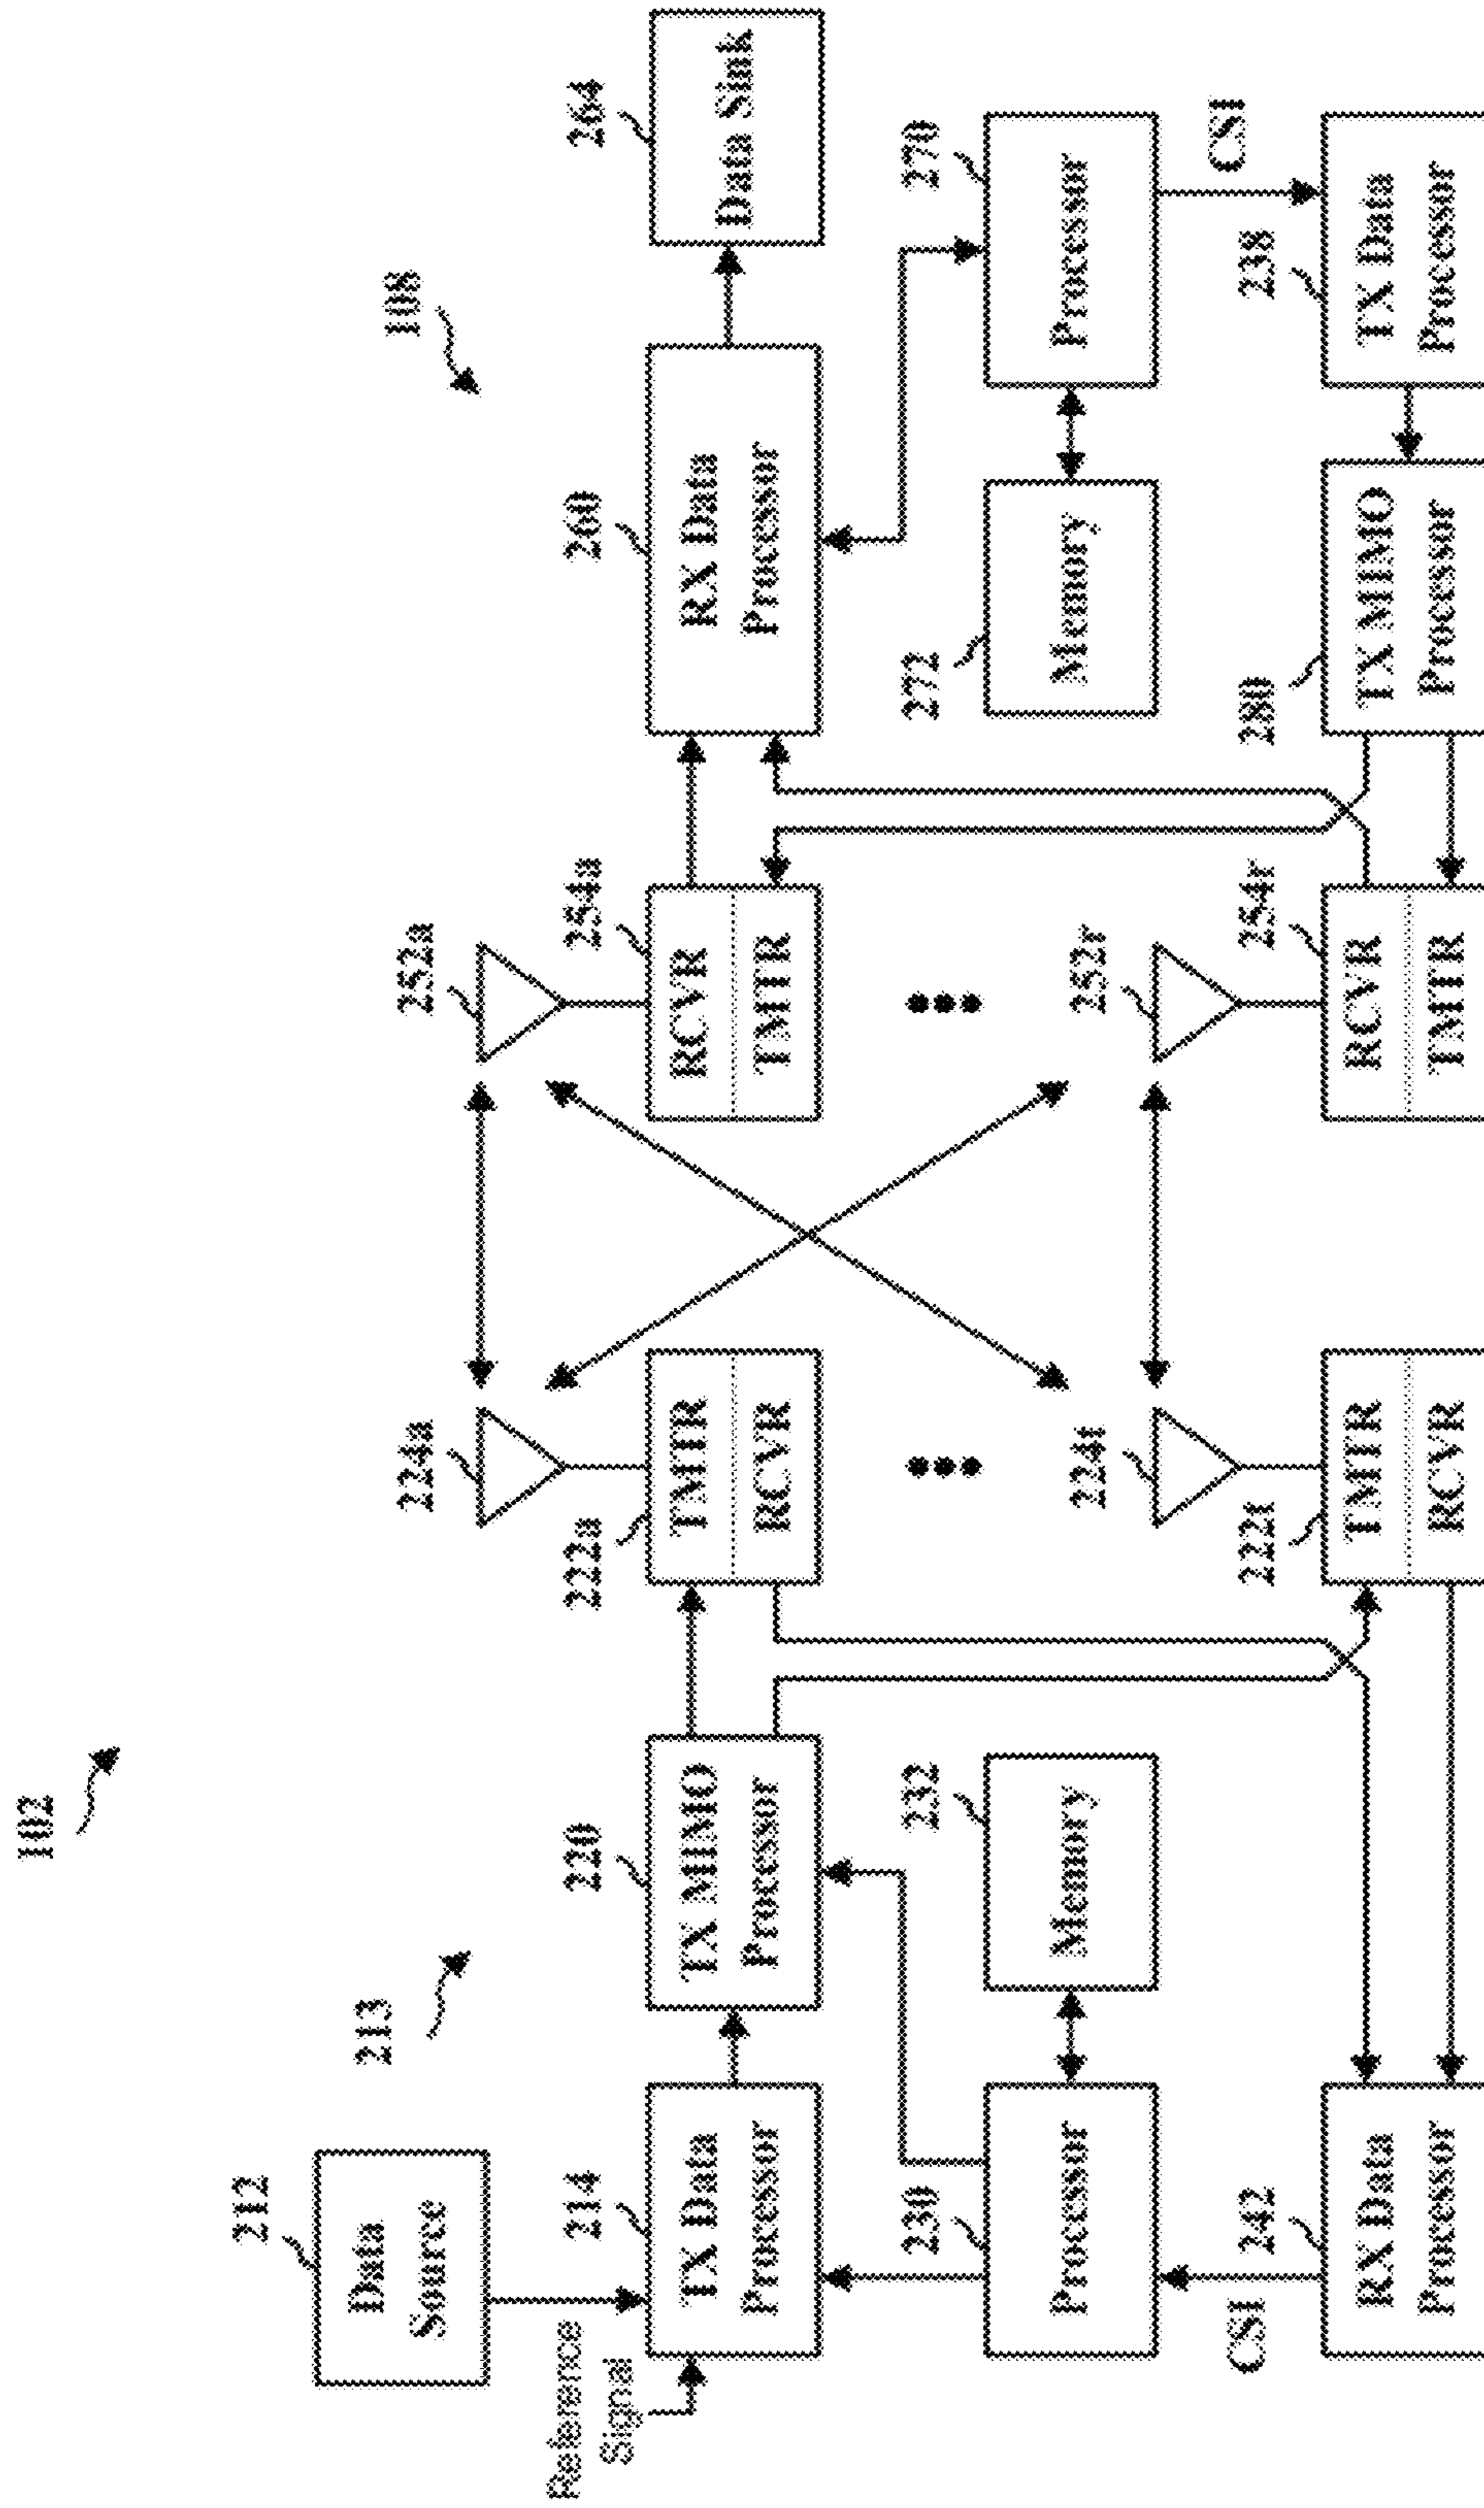 102
213
108
212
Data
Source
Reference
Signal
214
TX Data
Processor
220
TX MIMO
Processor
222a
TMTR
RCVR
224a
252a
254a
RCVR
TMTR
260
RX Data
Processor
264
Data Sink
230
Processor
232
Memory
272
Memory
270
Processor
CSI
CSI
242
RX Data
Processor
222t
TMTR
RCVR
224t
252r
254r
RCVR
TMTR
280
TX MIMO
Processor
238
TX Data
Processor